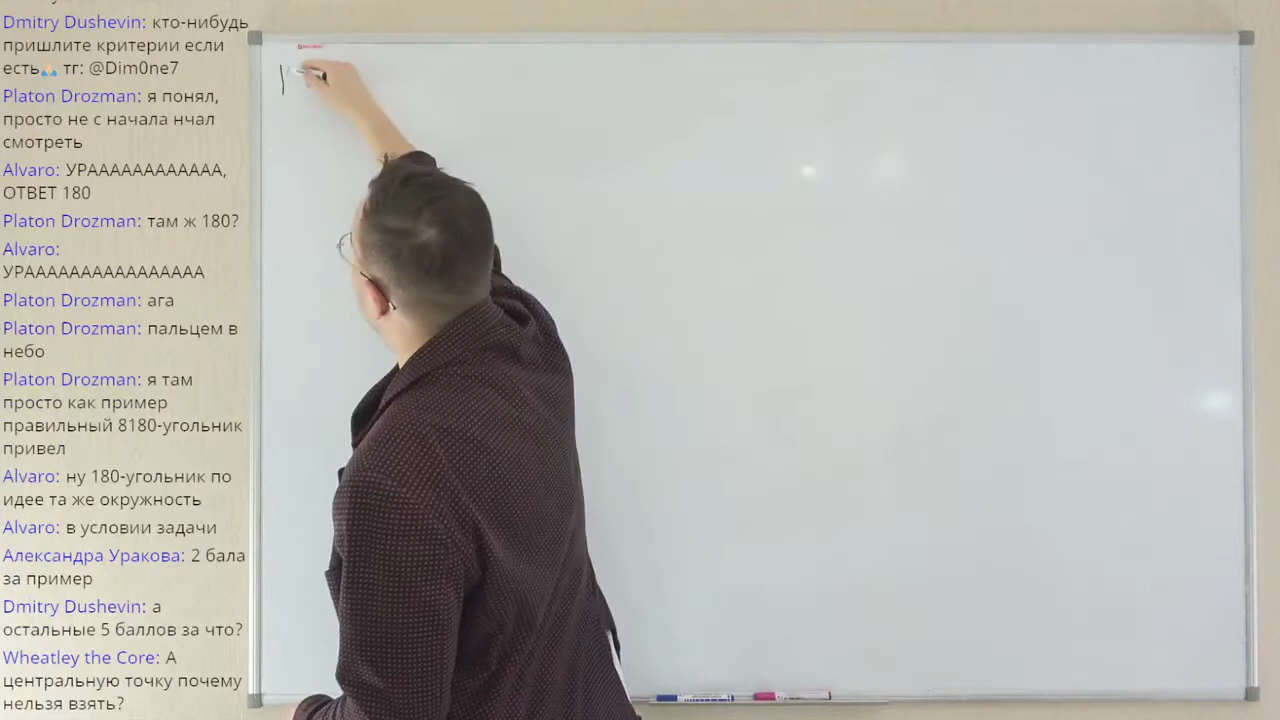 Dmitry Dushevin: кто-нибудь
пришлите критерии если
есть🙏 тг: @Dim0ne7
Platon Drozman: я понял,
просто не с начала нчал
смотреть
Alvaro: УРАААААААААААА,
ОТВЕТ 180
Platon Drozman: там ж 180?
Alvaro:
УРАААААААААААААААА
Platon Drozman: ага
Platon Drozman: пальцем в
небо
Platon Drozman: я там
просто как пример
правильный 8180-угольник
привел
Alvaro: ну 180-угольник по
идее та же окружность
Alvaro: в условии задачи
Александра Уракова: 2 бала
за пример
Dmitry Dushevin: а
остальные 5 баллов за что?
Wheatley the Core: А
центральную точку почему
нельзя взять?